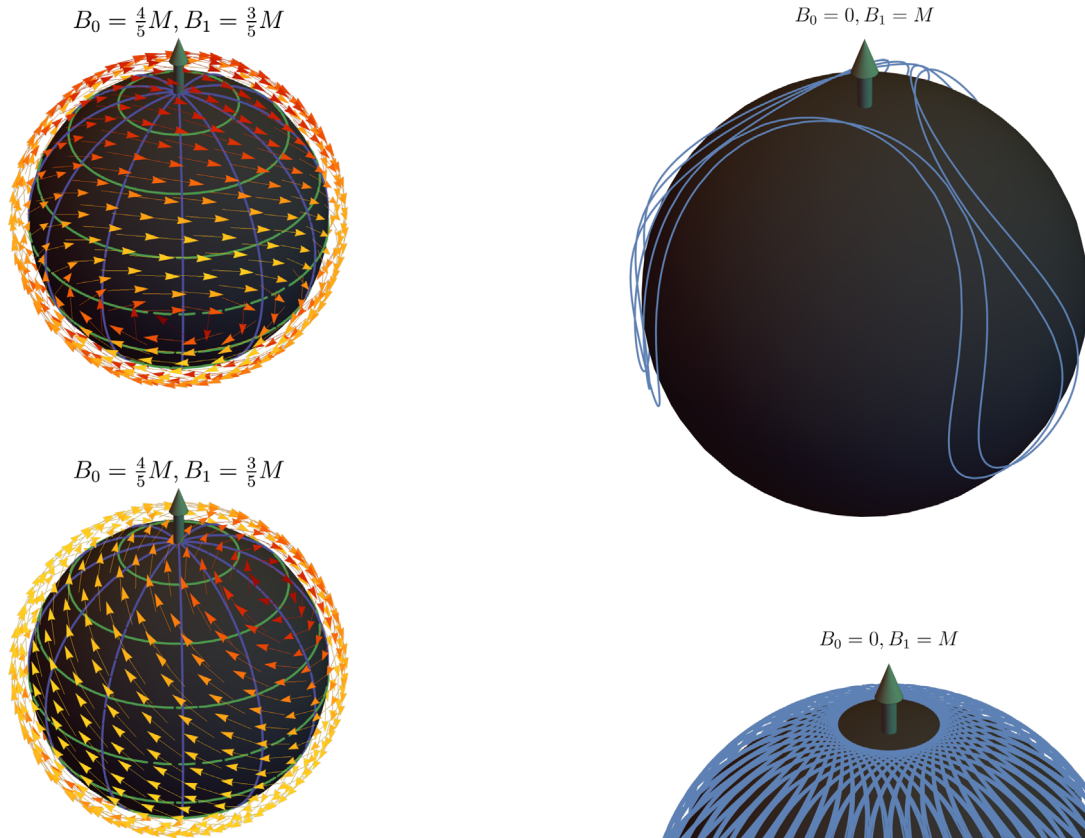 $B_0 = \frac{4}{5}M, B_1 = \frac{3}{5}M$
$B_0 = 0, B_1 = M$
$B_0 = \frac{4}{5}M, B_1 = \frac{3}{5}M$
$B_0 = 0, B_1 = M$